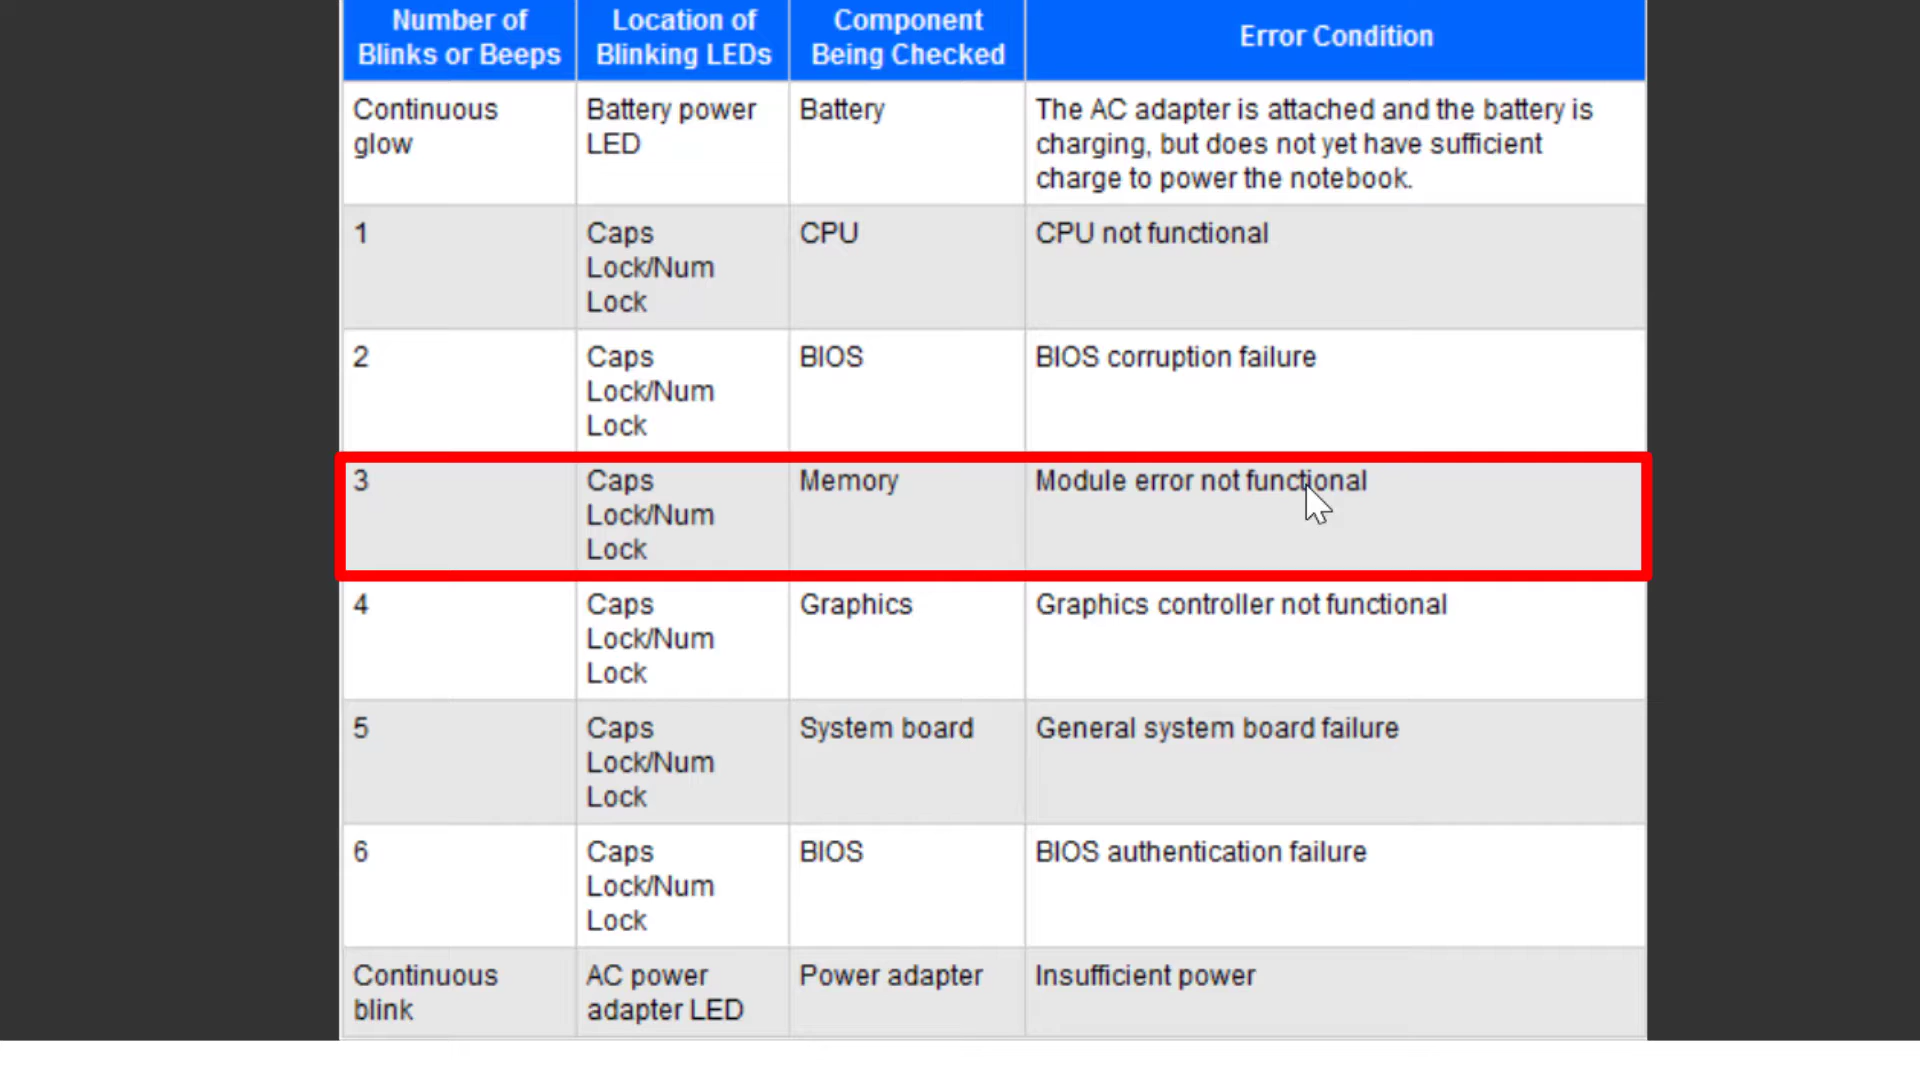 Number of
Blinks or Beeps
Location of
Blinking LEDs
Component
Being Checked
Error Condition
Continuous
glow
Battery power
LED
Battery
The AC adapter is attached and the battery is
charging, but does not yet have sufficient
charge to power the notebook.
1
Caps
Lock/Num
Lock
CPU
CPU not functional
2
Caps
Lock/Num
Lock
BIOS
BIOS corruption failure
3
Caps
Lock/Num
Lock
Memory
Module error not functional
4
Caps
Lock/Num
Lock
Graphics
Graphics controller not functional
5
Caps
Lock/Num
Lock
System board
General system board failure
6
Caps
Lock/Num
Lock
BIOS
BIOS authentication failure
Continuous
blink
AC power
adapter LED
Power adapter
Insufficient power